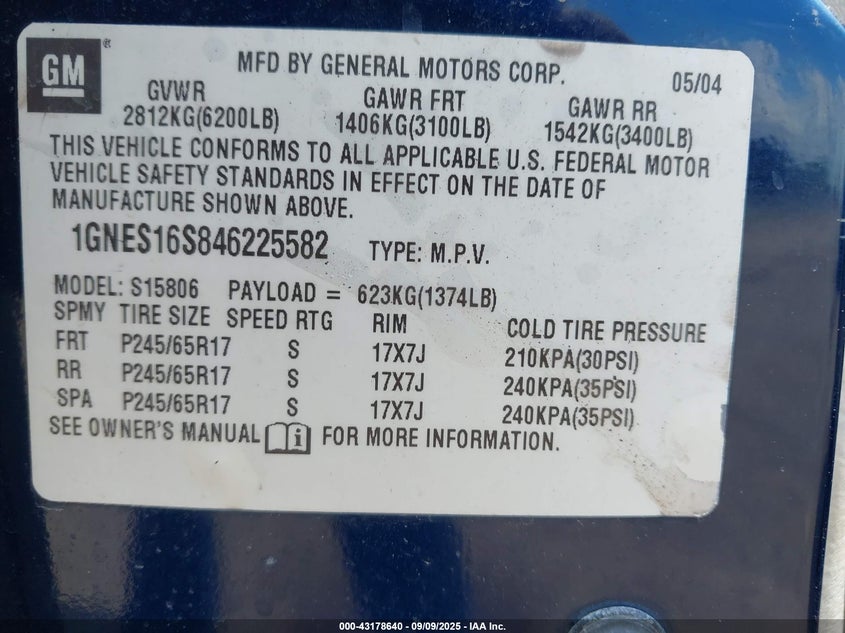 GM ®
MFD BY GENERAL MOTORS CORP. 05/04
GVWR GAWR FRT GAWR RR
2812KG(6200LB) 1406KG(3100LB) 1542KG(3400LB)
THIS VEHICLE CONFORMS TO ALL APPLICABLE U.S. FEDERAL MOTOR
VEHICLE SAFETY STANDARDS IN EFFECT ON THE DATE OF
MANUFACTURE SHOWN ABOVE.
1GNES16S846225582 TYPE: M.P.V.
MODEL: S15806 PAYLOAD = 623KG(1374LB)
SPMY TIRE SIZE SPEED RTG RIM COLD TIRE PRESSURE
FRT P245/65R17 S 17X7J 210KPA(30PSI)
RR P245/65R17 S 17X7J 240KPA(35PSI)
SPA P245/65R17 S 17X7J 240KPA(35PSI)
SEE OWNER'S MANUAL i FOR MORE INFORMATION.
000-43178640 - 09/09/2025 - IAA Inc.